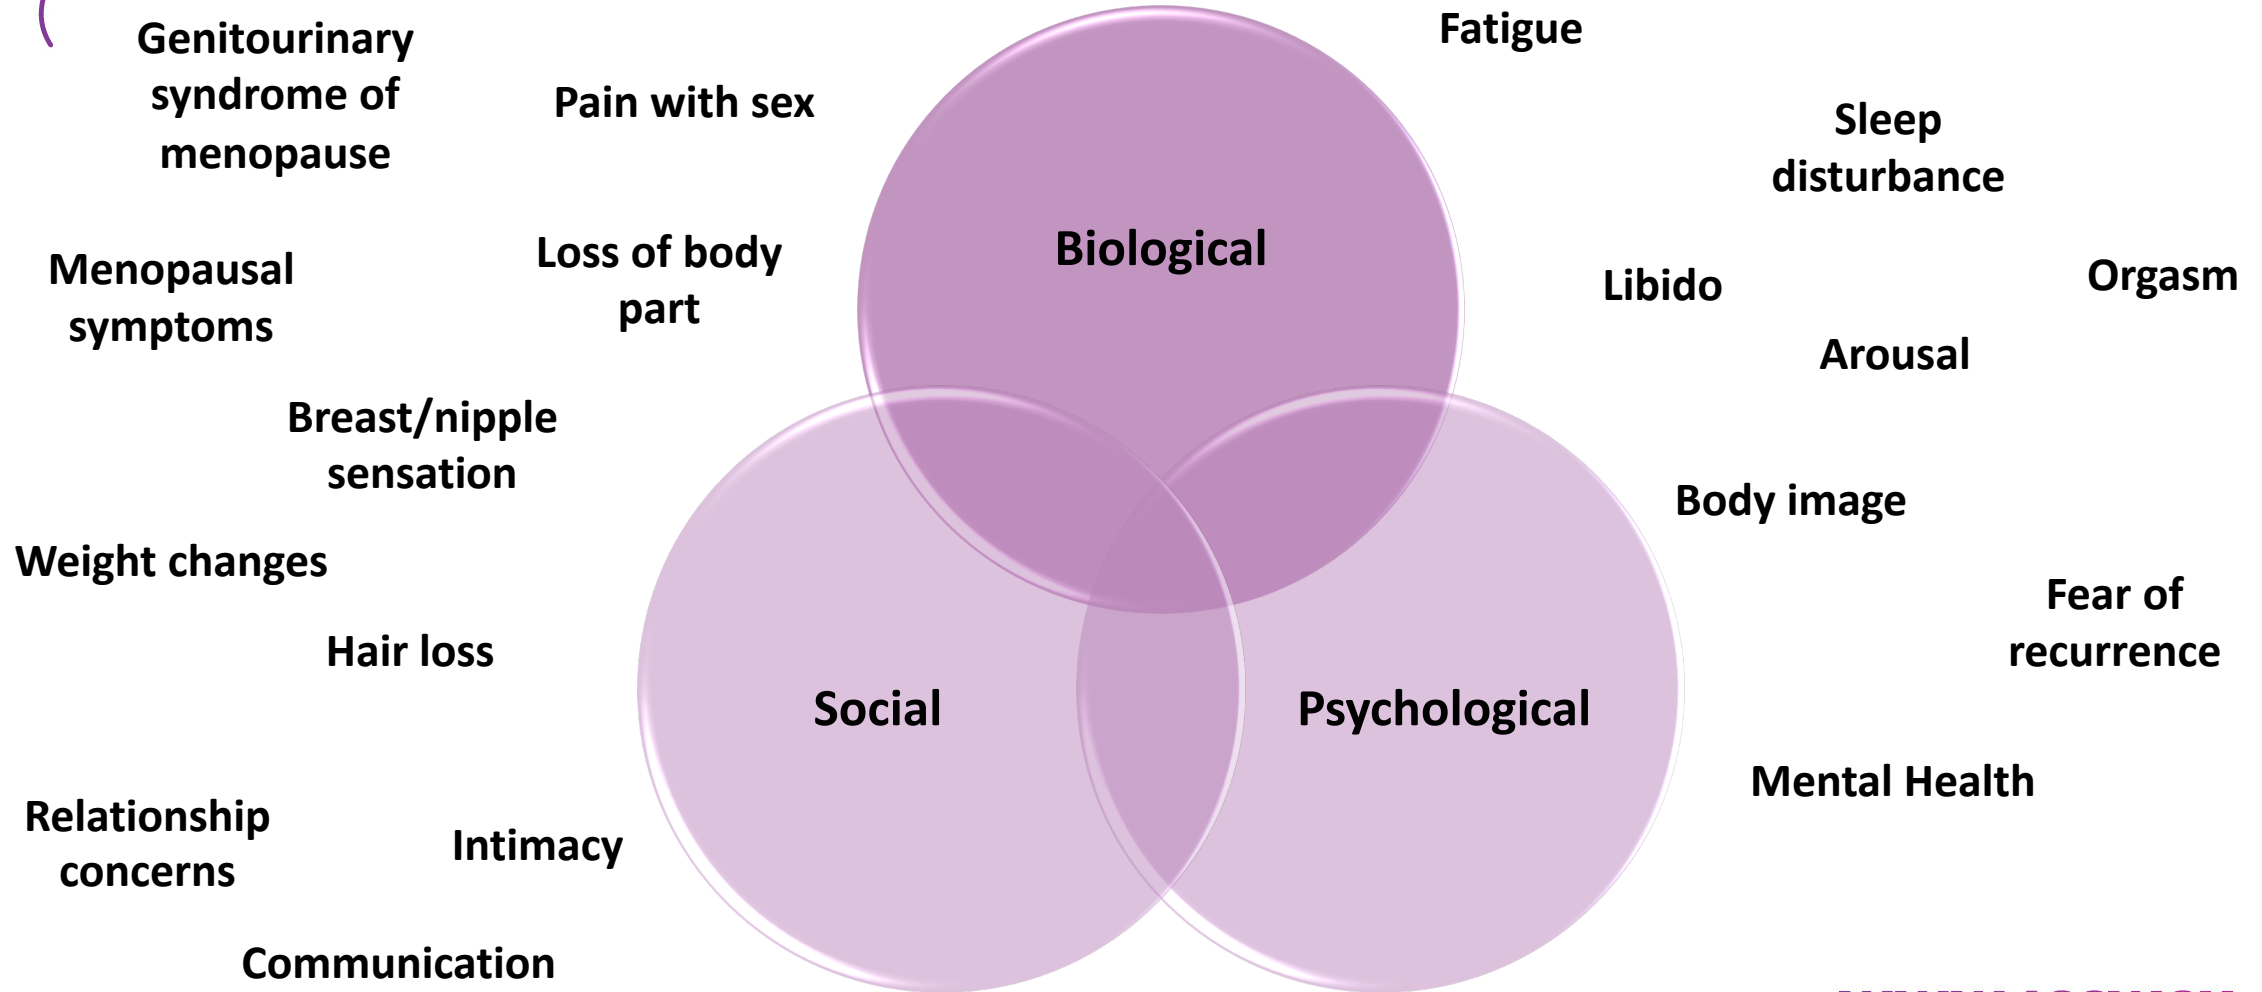 Genitourinary
syndrome of
menopause
Pain with sex
Fatigue
Sleep
disturbance
Menopausal
symptoms
Loss of body
part
Biological
Libido
Orgasm
Arousal
Breast/nipple
sensation
Body image
Weight changes
Fear of
recurrence
Hair loss
Social
Psychological
Mental Health
Relationship
concerns
Intimacy
Communication